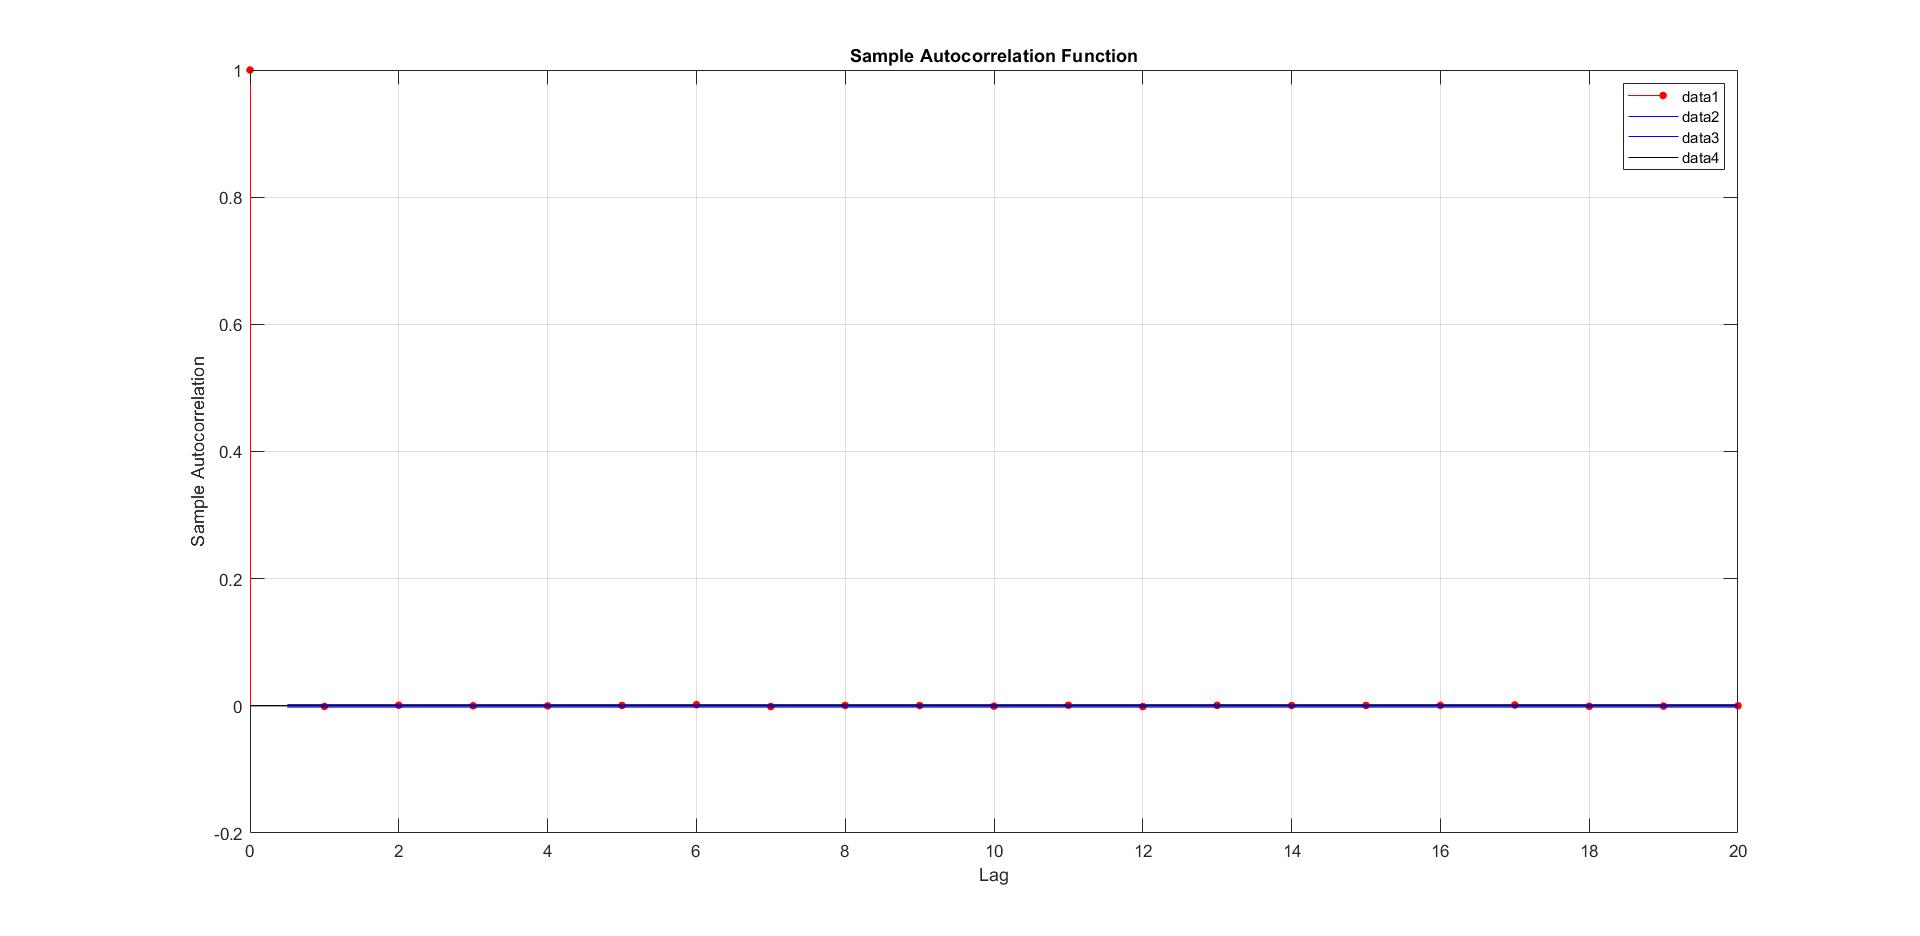 Sample Autocorrelation Function
1
0.8
0.6
0.4
0.2
0
-0.2
Sample Autocorrelation
data1
data2
data3
data4
0 2 4 6 8 10 12 14 16 18 20
Lag